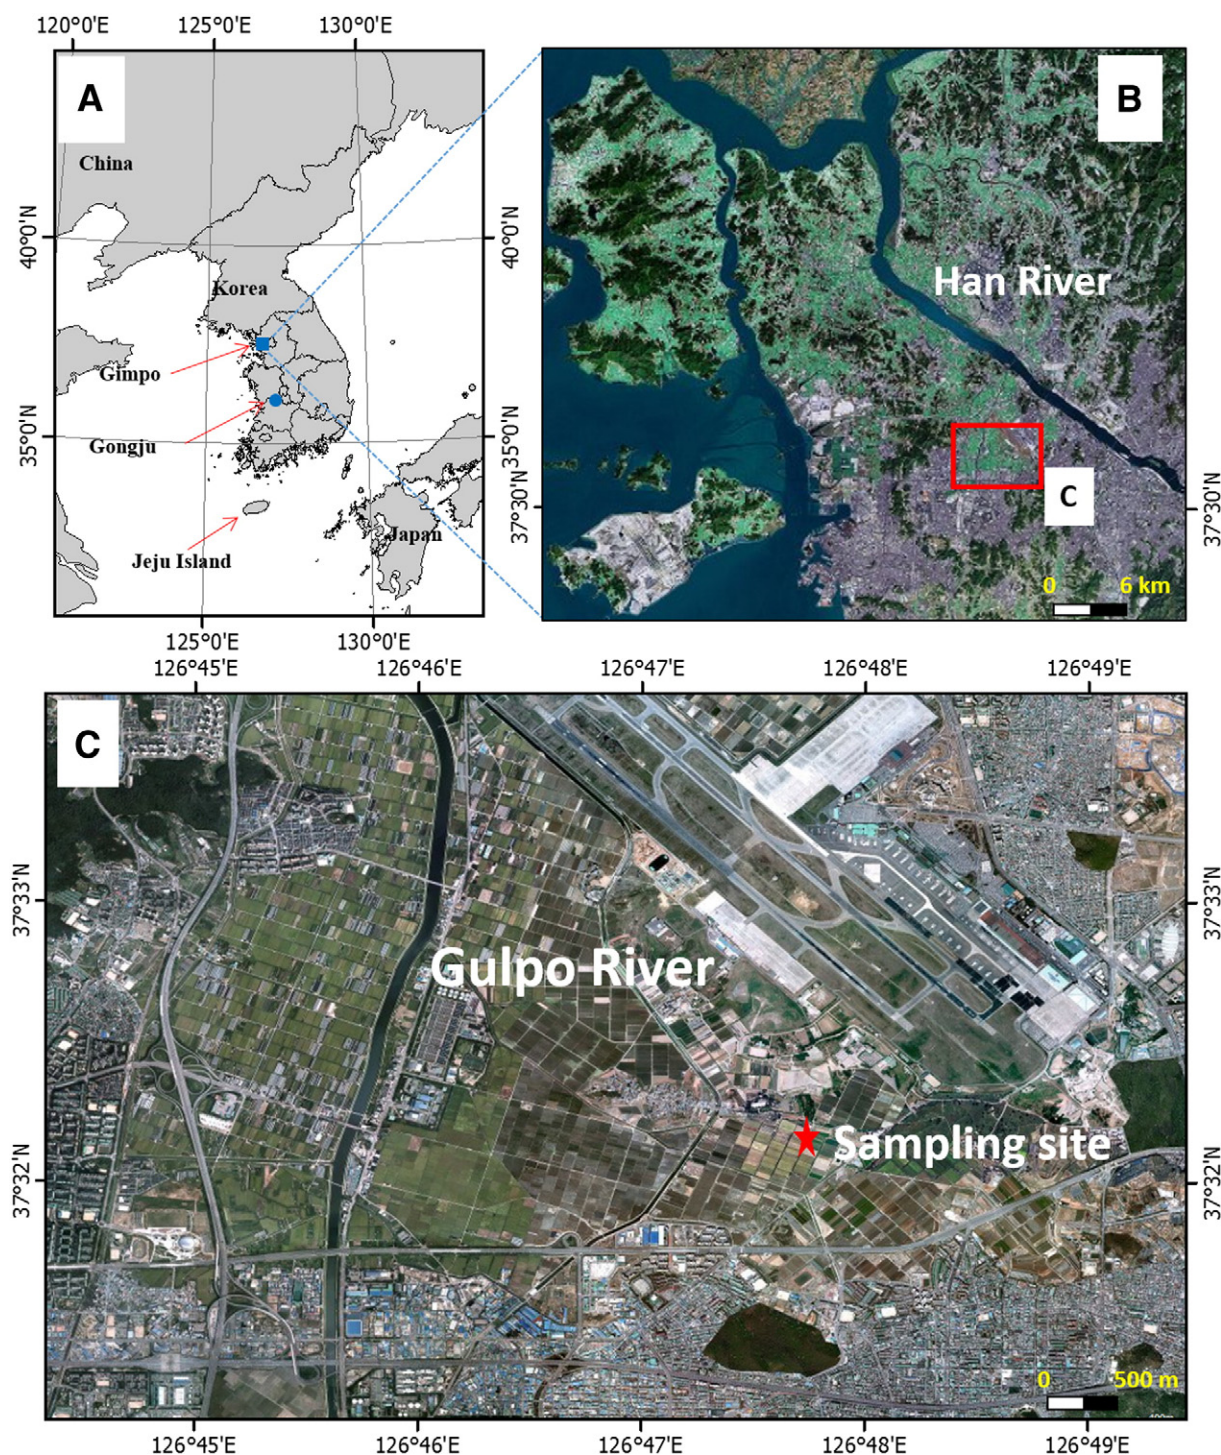 120°0'E 125°0'E 130°0'E
A
China
40°0'N
40°0'N
Korea
Gimpo
Gongju
35°0'N
35°0'N
Jeju Island
Japan
125°0'E 130°0'E
B
Han River
C
37°30'N
37°30'N
0 6 km
126°45'E 126°46'E 126°47'E 126°48'E 126°49'E
C
37°33'N
37°33'N
Gulpo River
Sampling site
37°32'N
37°32'N
0 500 m
126°45'E 126°46'E 126°47'E 126°48'E 126°49'E